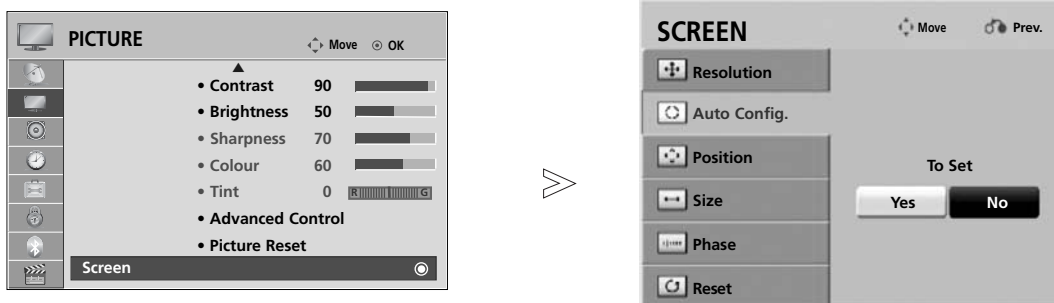 PICTURE
Move OK
• Contrast 90
• Brightness 50
• Sharpness 70
• Colour 60
• Tint 0 R G
• Advanced Control
• Picture Reset
Screen
SCREEN
Move Prev.
Resolution
Auto Config.
Position
Size
Phase
Reset
To Set
Yes No